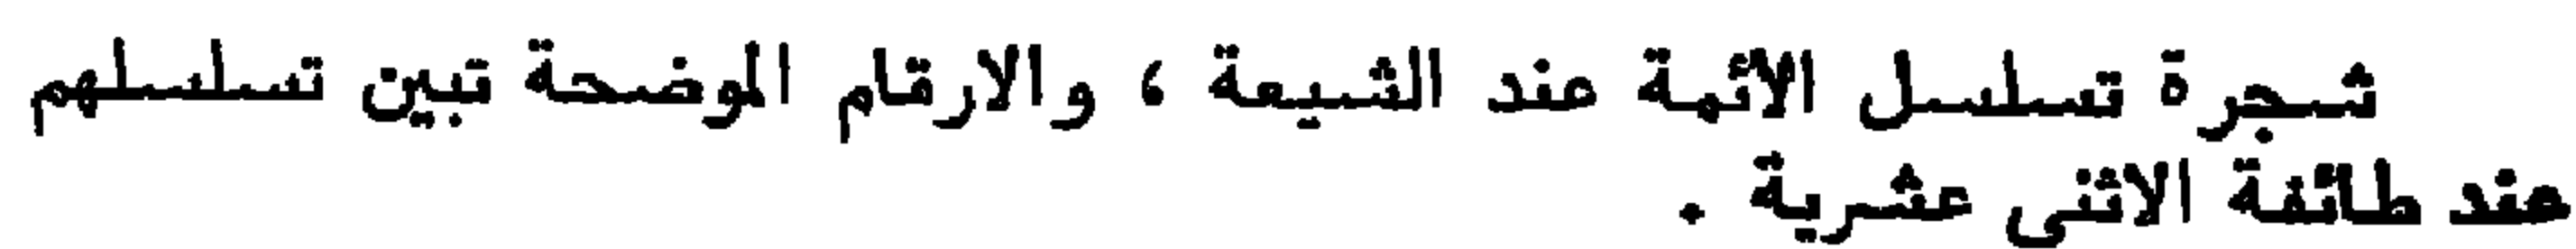 شجرة تسلسل الائمة عند الشيعة ، والارقام الموضحة تبين تسلسلهم
عند طائفة الاثنى عشرية .